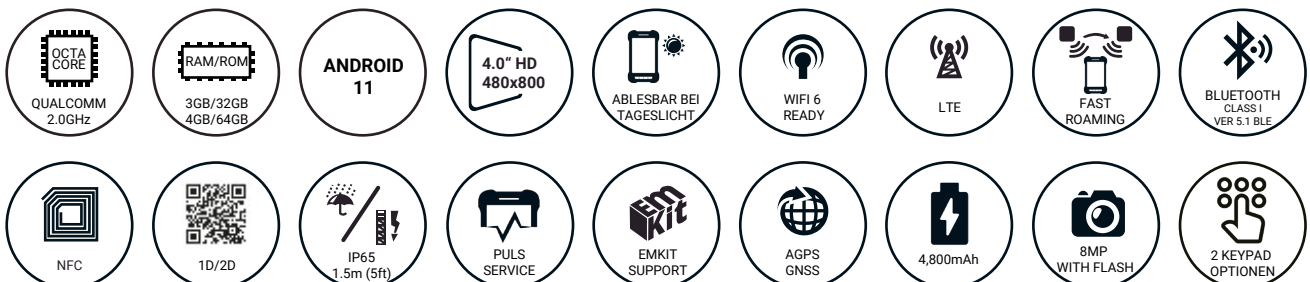 OCTA
CORE
QUALCOMM
2.0GHz
RAM/ROM
3GB/32GB
4GB/64GB
ANDROID
11
4.0“ HD
480x800
ABLESBAR BEI
TAGESLICHT
WIFI 6
READY
LTE
FAST
ROAMING
BLUETOOTH
CLASS I
VER 5.1 BLE
NFC
1D/2D
IP65
1.5m (5ft)
PULS
SERVICE
EMKIT
EMKIT
SUPPORT
AGPS
GNSS
4,800mAh
8MP
WITH FLASH
2 KEYPAD
OPTIONEN